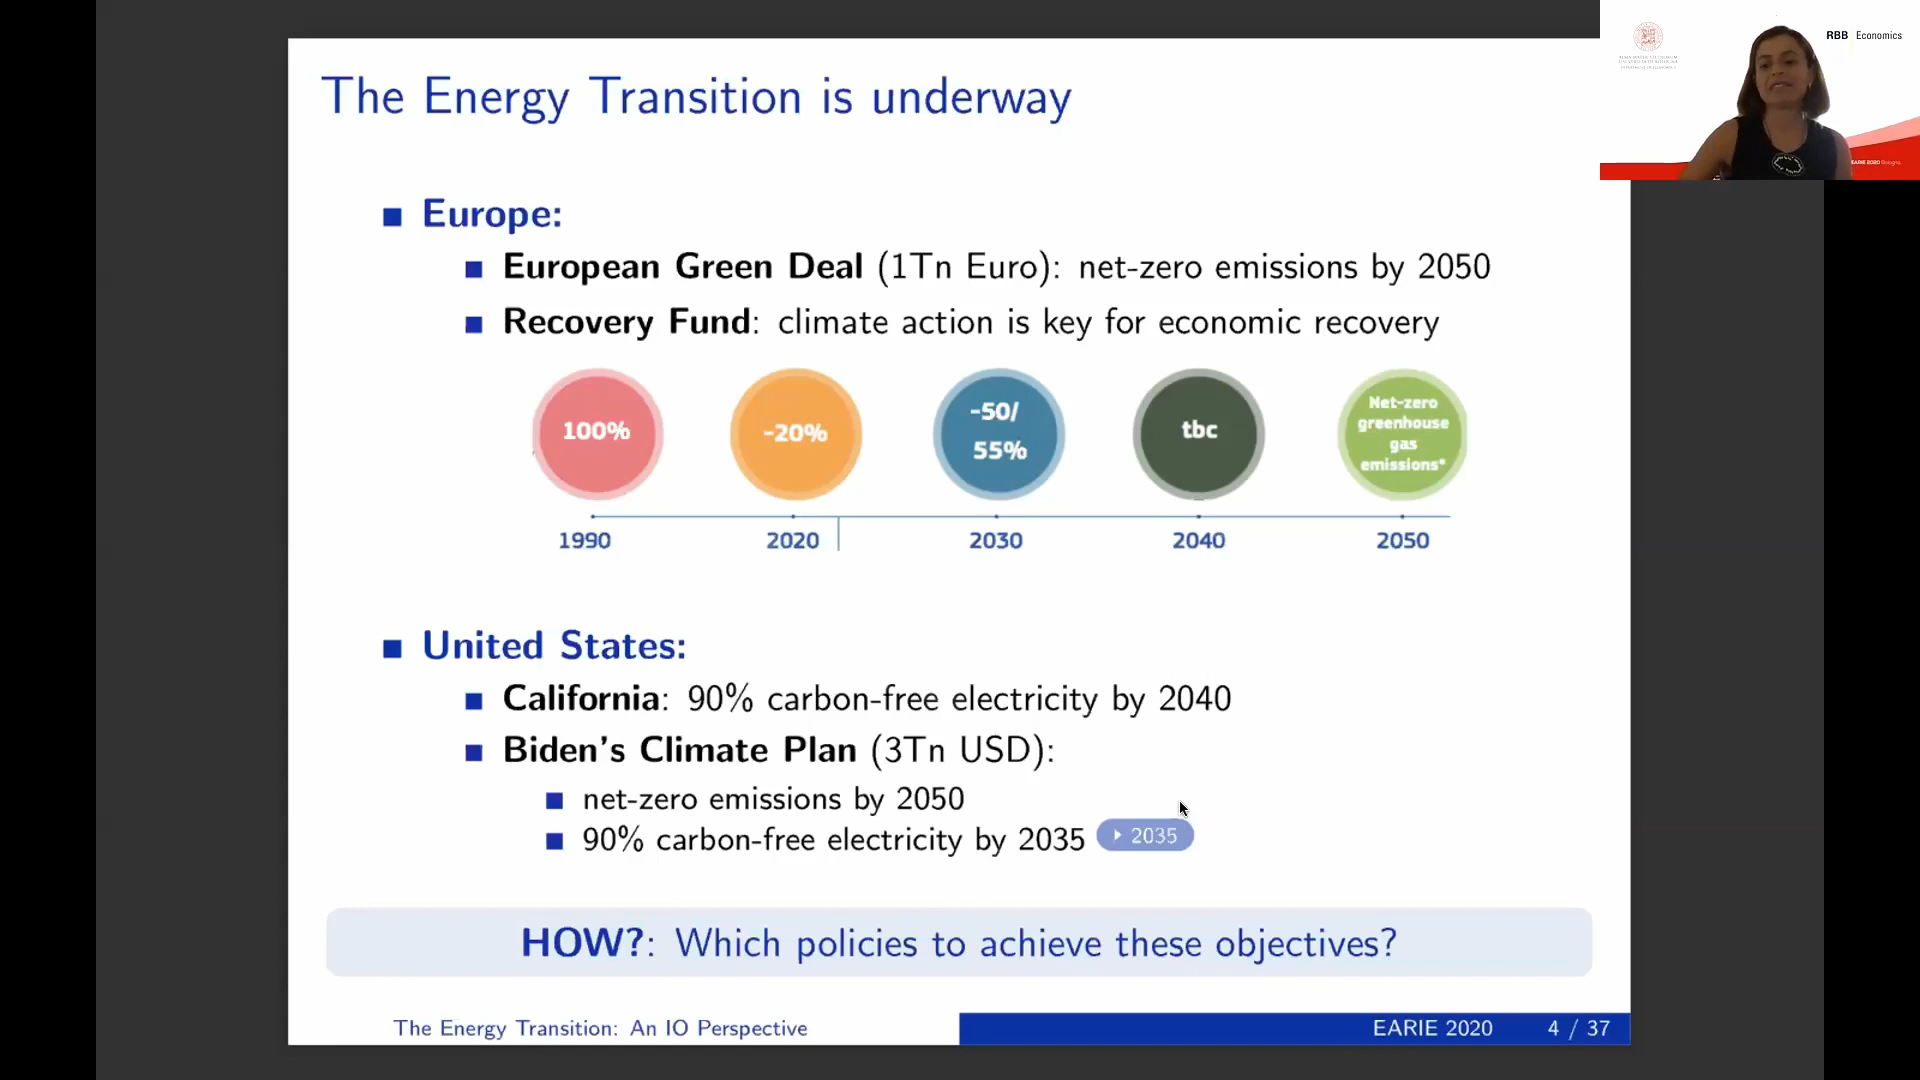 The Energy Transition is underway
RBB Economics
EARIE 2020 Bologna
Europe:
European Green Deal (1Tn Euro): net-zero emissions by 2050
Recovery Fund: climate action is key for economic recovery
100%
-20%
-50/
55%
tbc
Net-zero
greenhouse
gas
emissions*
1990 2020 2030 2040 2050
United States:
California: 90% carbon-free electricity by 2040
Biden's Climate Plan (3Tn USD):
net-zero emissions by 2050
90% carbon-free electricity by 2035 2035
HOW?: Which policies to achieve these objectives?
The Energy Transition: An IO Perspective EARIE 2020 4 / 37